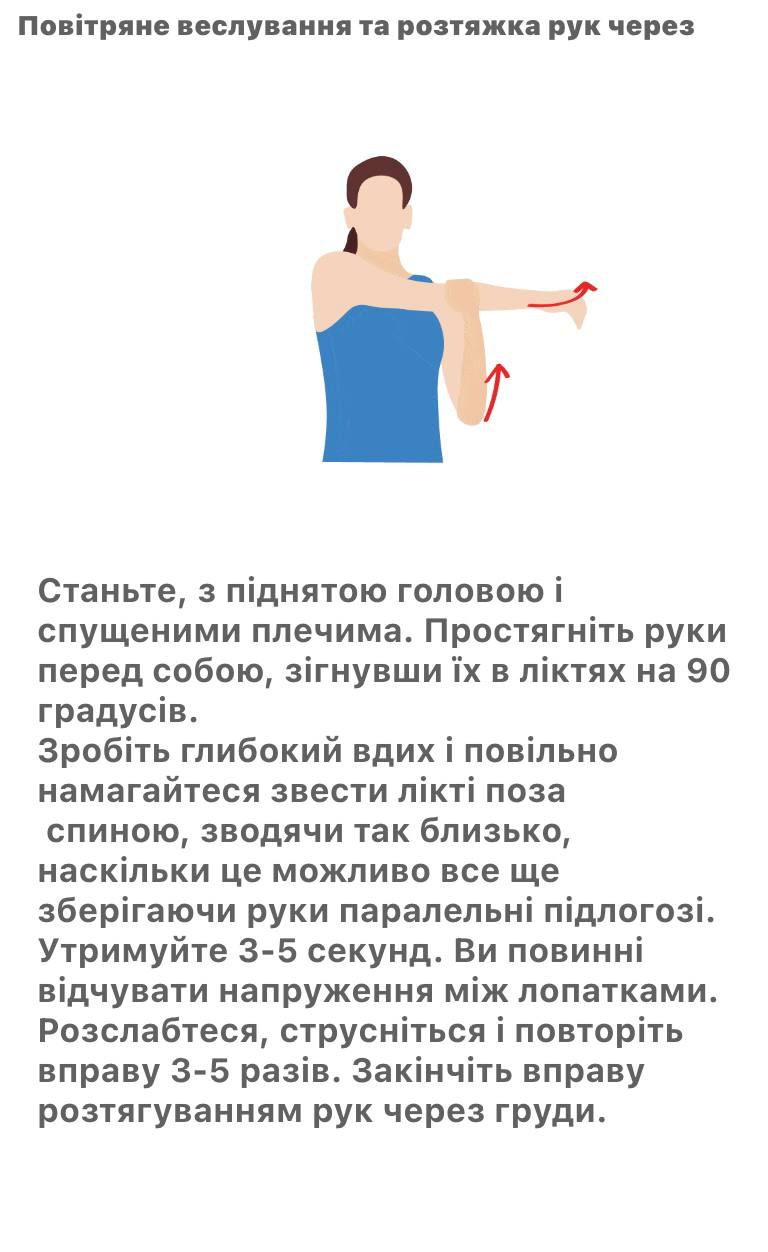 Повітряне веслування та розтяжка рук через
Станьте, з піднятою головою і
спущеними плечима. Простягніть руки
перед собою, зігнувши їх в ліктях на 90
градусів.
Зробіть глибокий вдих і повільно
намагайтеся звести лікті поза
спиною, зводячи так близько,
наскільки це можливо все ще
зберігаючи руки паралельні підлогозі.
Утримуйте 3-5 секунд. Ви повинні
відчувати напруження між лопатками.
Розслабтеся, струсніться і повторіть
вправу 3-5 разів. Закінчіть вправу
розтягуванням рук через груди.